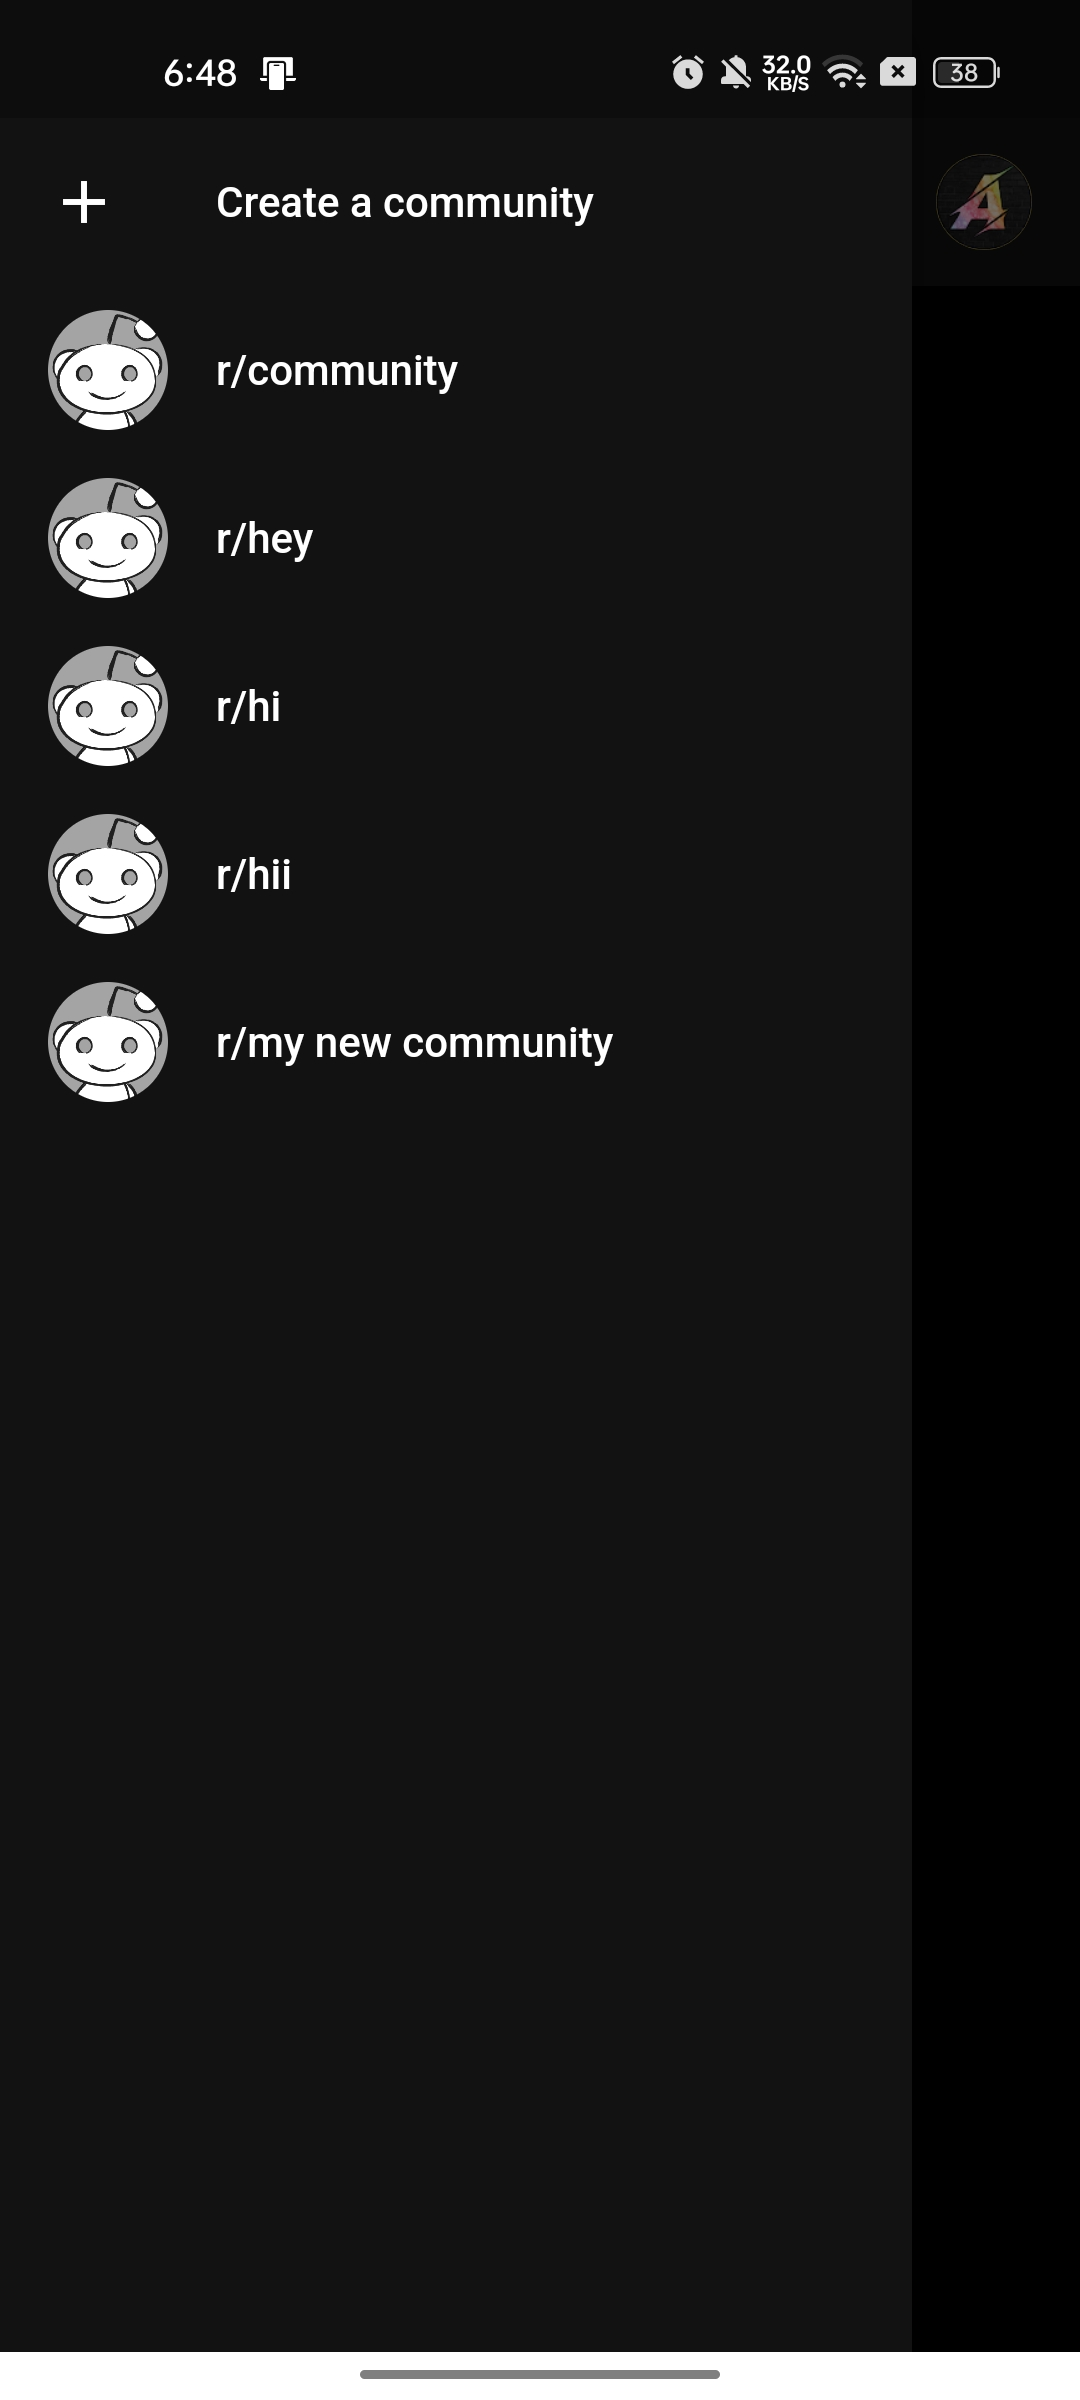 6:48
32.0
KB/S
38
Create a community
A
r/community
r/hey
r/hi
r/hii
r/my new community